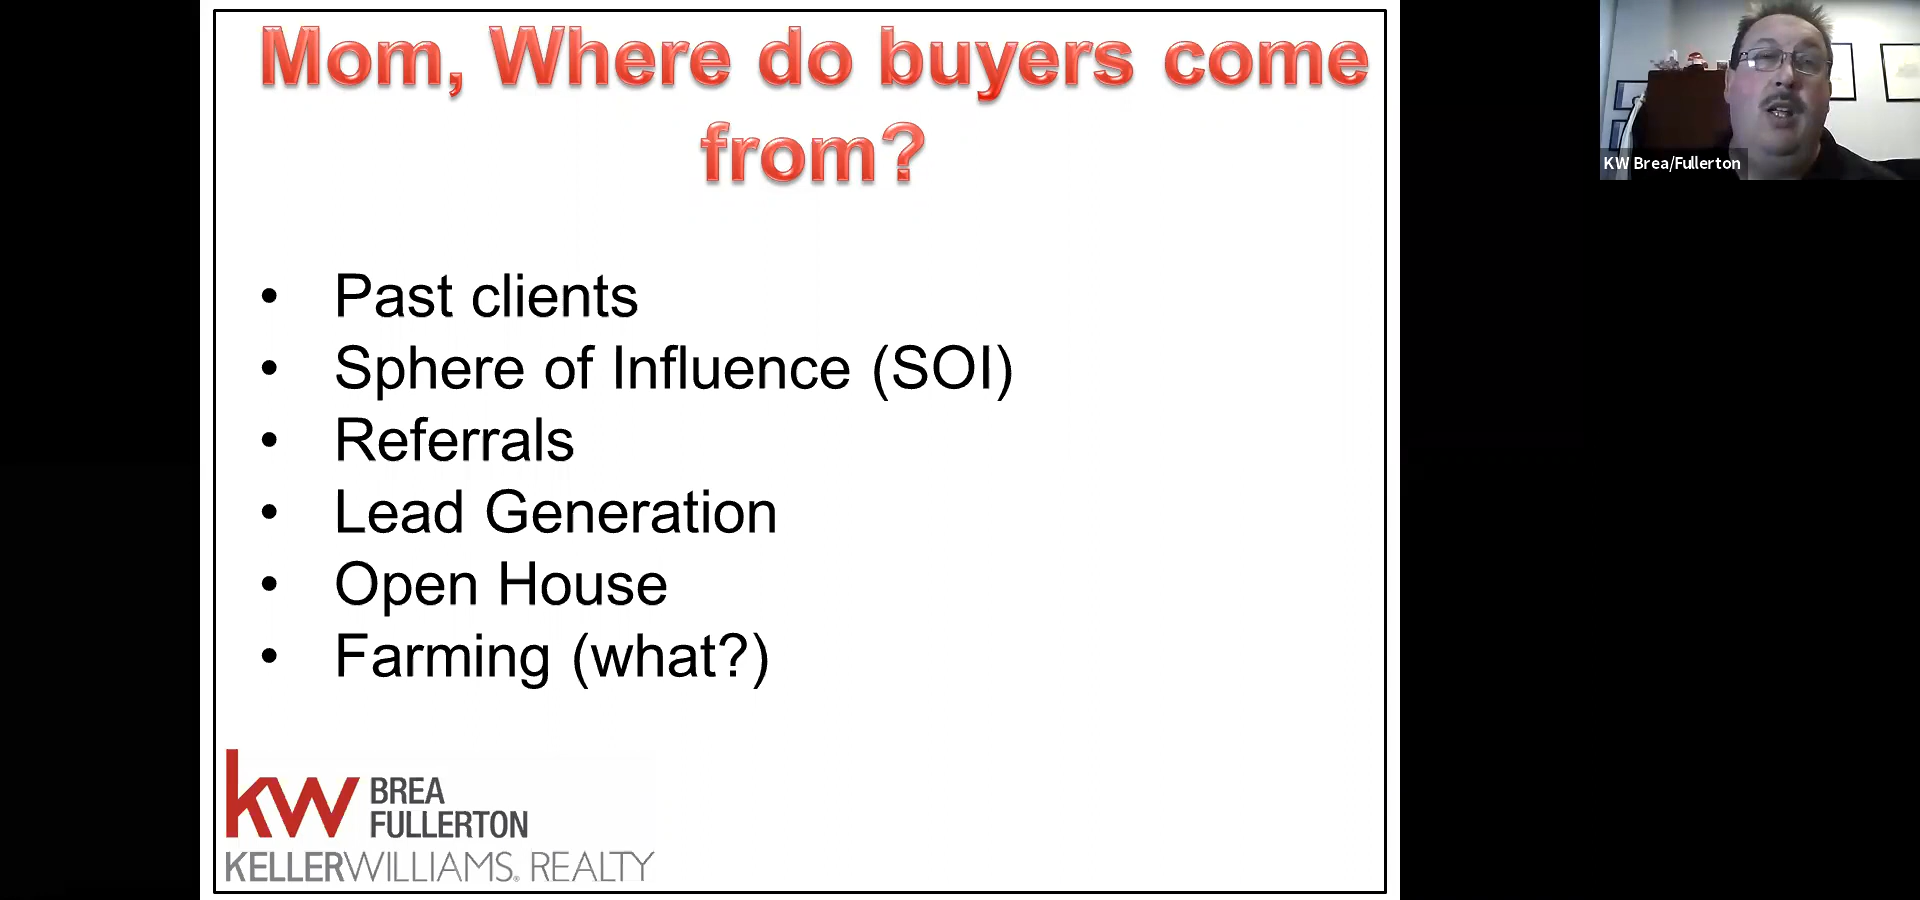 Mom, Where do buyers come
from?
• Past clients
• Sphere of Influence (SOI)
• Referrals
• Lead Generation
• Open House
• Farming (what?)
kw BREA
FULLERTON
KELLERWILLIAMS. REALTY
KW Brea/Fullerton